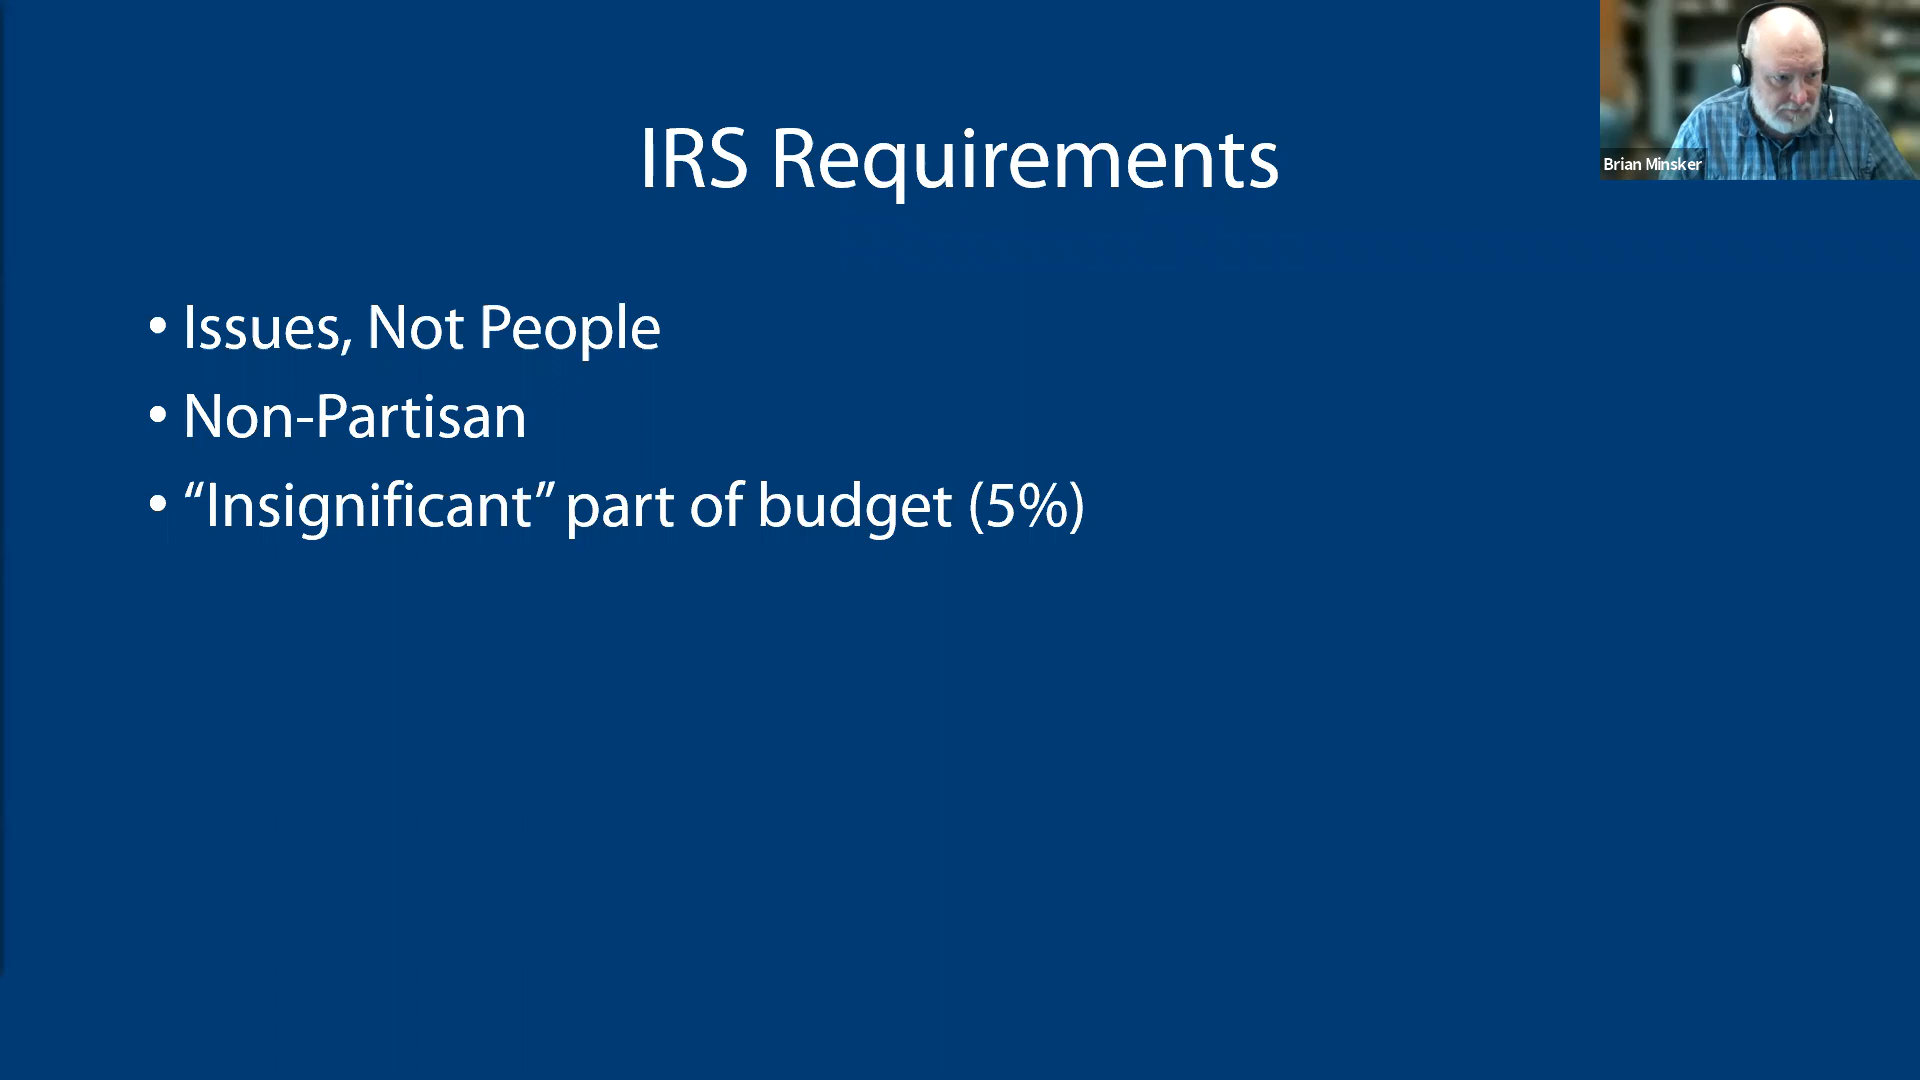 IRS Requirements
Brian Minsker
• Issues, Not People
• Non-Partisan
• “Insignificant” part of budget (5%)